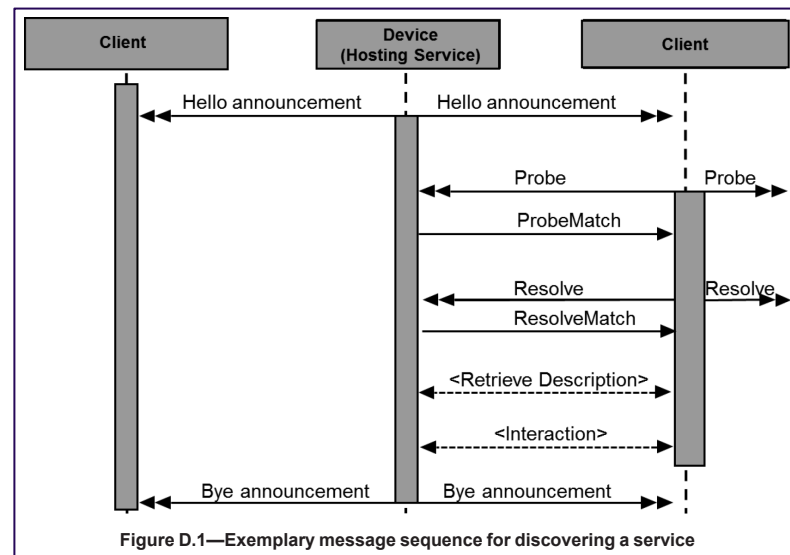 Client
Device
(Hosting Service)
Client
Hello announcement
Hello announcement
Probe
Probe
ProbeMatch
Resolve
Resolve
ResolveMatch
<Retrieve Description>
<Interaction>
Bye announcement
Bye announcement
Figure D.1—Exemplary message sequence for discovering a service